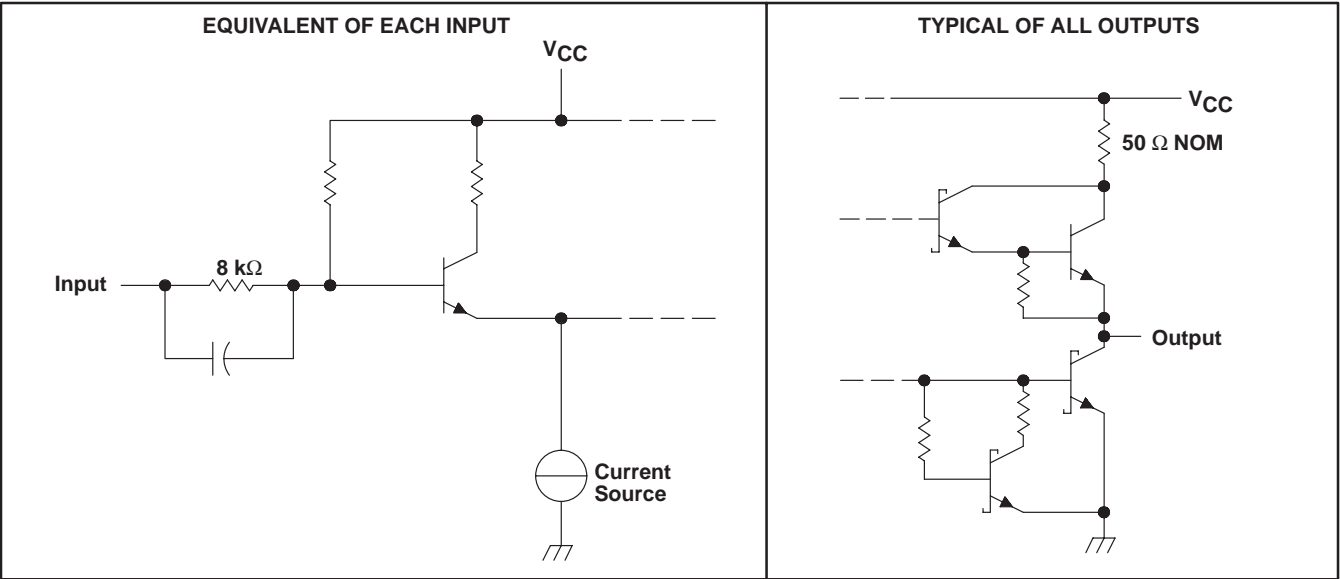 EQUIVALENT OF EACH INPUT
VCC
8 kΩ
Input
Current
Source
TYPICAL OF ALL OUTPUTS
VCC
50 Ω NOM
Output